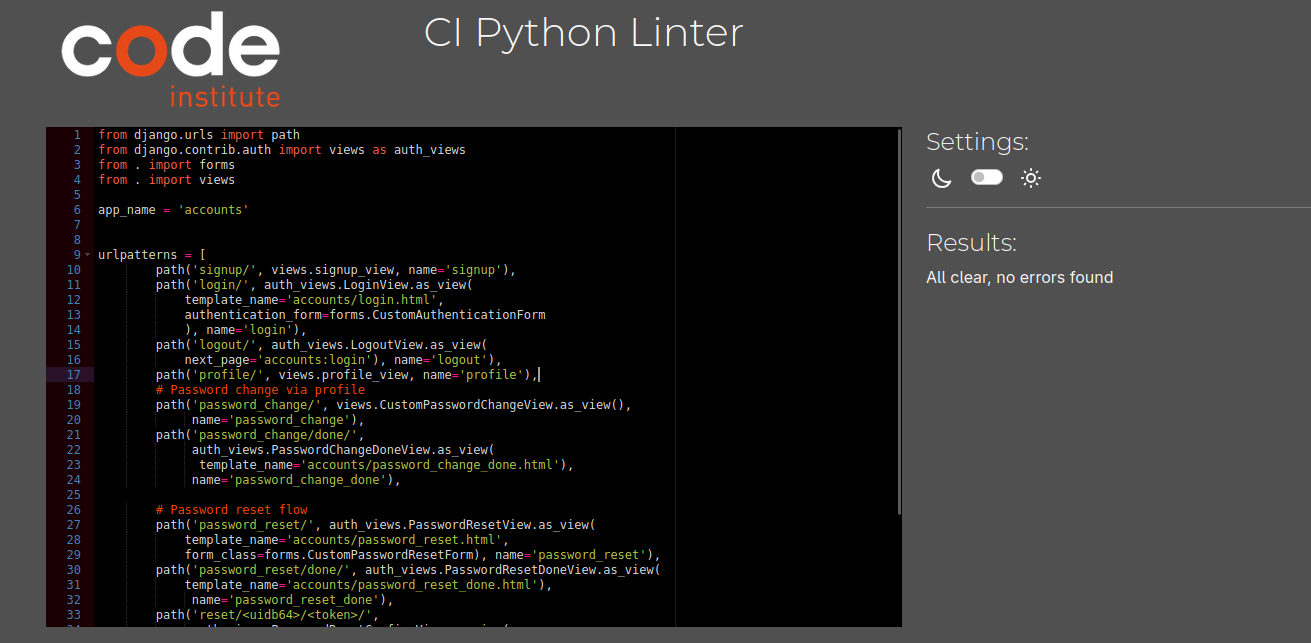 code
institute
CI Python Linter
1 from django.urls import path
2 from django.contrib.auth import views as auth_views
3 from . import forms
4 from . import views
5
6 app_name = 'accounts'
7
8
9 urlpatterns = [
10 path('signup/', views.signup_view, name='signup'),
11 path('login/', auth_views.LoginView.as_view(
12 template_name='accounts/login.html',
13 authentication_form=forms.CustomAuthenticationForm
14 ), name='login'),
15 path('logout/', auth_views.LogoutView.as_view(
16 next_page='accounts:login'), name='logout'),
17 path('profile/', views.profile_view, name='profile'),
18 # Password change via profile
19 path('password_change/', views.CustomPasswordChangeView.as_view(),
20 name='password_change'),
21 path('password_change/done/',
22 auth_views.PasswordChangeDoneView.as_view(
23 template_name='accounts/password_change_done.html'),
24 name='password_change_done'),
25
26 # Password reset flow
27 path('password_reset/', auth_views.PasswordResetView.as_view(
28 template_name='accounts/password_reset.html',
29 form_class=forms.CustomPasswordResetForm), name='password_reset'),
30 path('password_reset/done/', auth_views.PasswordResetDoneView.as_view(
31 template_name='accounts/password_reset_done.html'),
32 name='password_reset_done'),
33 path('reset/<uidb64>/<token>/',
Settings:
Results:
All clear, no errors found